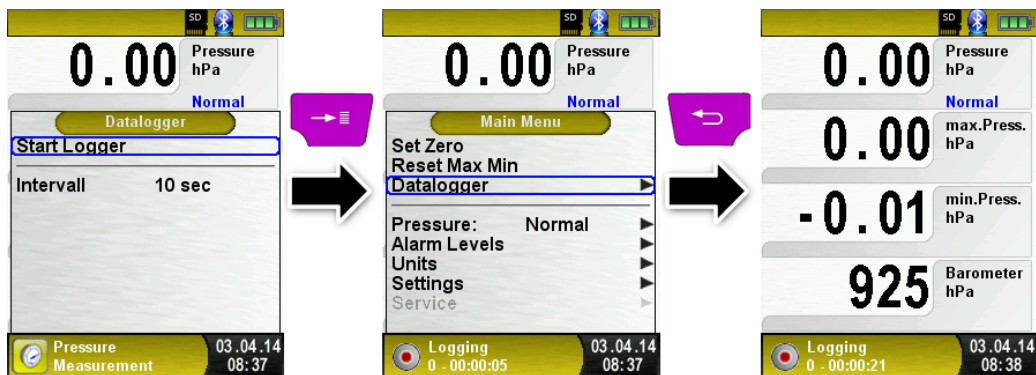 SD
0.00
Pressure
hPa
Normal
Datalogger
Start Logger
Intervall 10 sec
Pressure
Measurement
03.04.14
08:37
SD
0.00
Pressure
hPa
Normal
Main Menu
Set Zero
Reset Max Min
Datalogger
Pressure: Normal
Alarm Levels
Units
Settings
Service
Logging
0 - 00:00:05
03.04.14
08:37
SD
0.00
Pressure
hPa
Normal
0.00
max.Press.
hPa
-0.01
min.Press.
hPa
925
Barometer
hPa
Logging
0 - 00:00:21
03.04.14
08:38